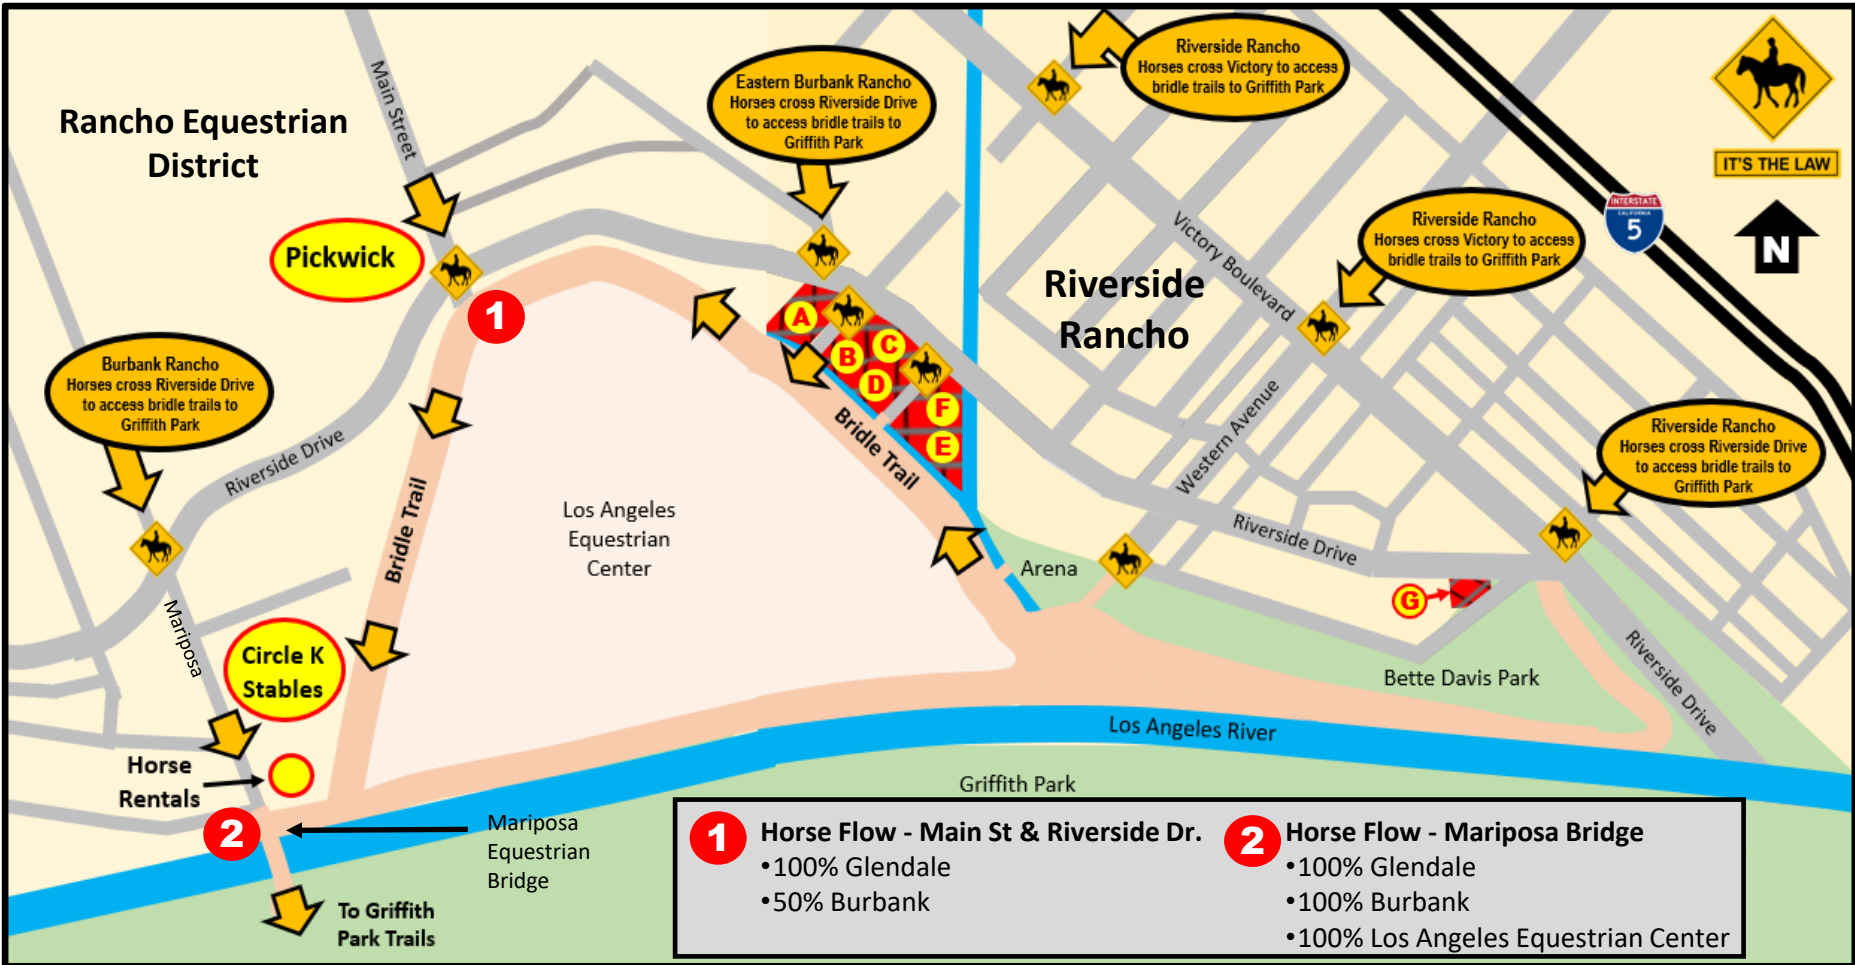 Rancho Equestrian
District
Main Street
Eastern Burbank Rancho
Horses cross Riverside Drive
to access bridle trails to
Griffith Park
Riverside Rancho
Horses cross Victory to access
bridle trails to Griffith Park
IT'S THE LAW
N
INTERSTATE
CALIFORNIA
5
Riverside Rancho
Horses cross Victory to access
bridle trails to Griffith Park
Victory Boulevard
Riverside
Rancho
Pickwick
1
A
B
C
D
F
E
Burbank Rancho
Horses cross Riverside Drive
to access bridle trails to
Griffith Park
Riverside Drive
Bridle Trail
Bridle Trail
Los Angeles
Equestrian
Center
Western Avenue
Riverside Rancho
Horses cross Riverside Drive
to access bridle trails to
Griffith Park
Riverside Drive
Arena
G
Mariposa
Circle K
Stables
Bette Davis Park
Riverside Drive
Los Angeles River
Griffith Park
Horse
Rentals
2
Mariposa
Equestrian
Bridge
To Griffith
Park Trails
1 Horse Flow - Main St & Riverside Dr.
•100% Glendale
•50% Burbank
2 Horse Flow - Mariposa Bridge
•100% Glendale
•100% Burbank
•100% Los Angeles Equestrian Center